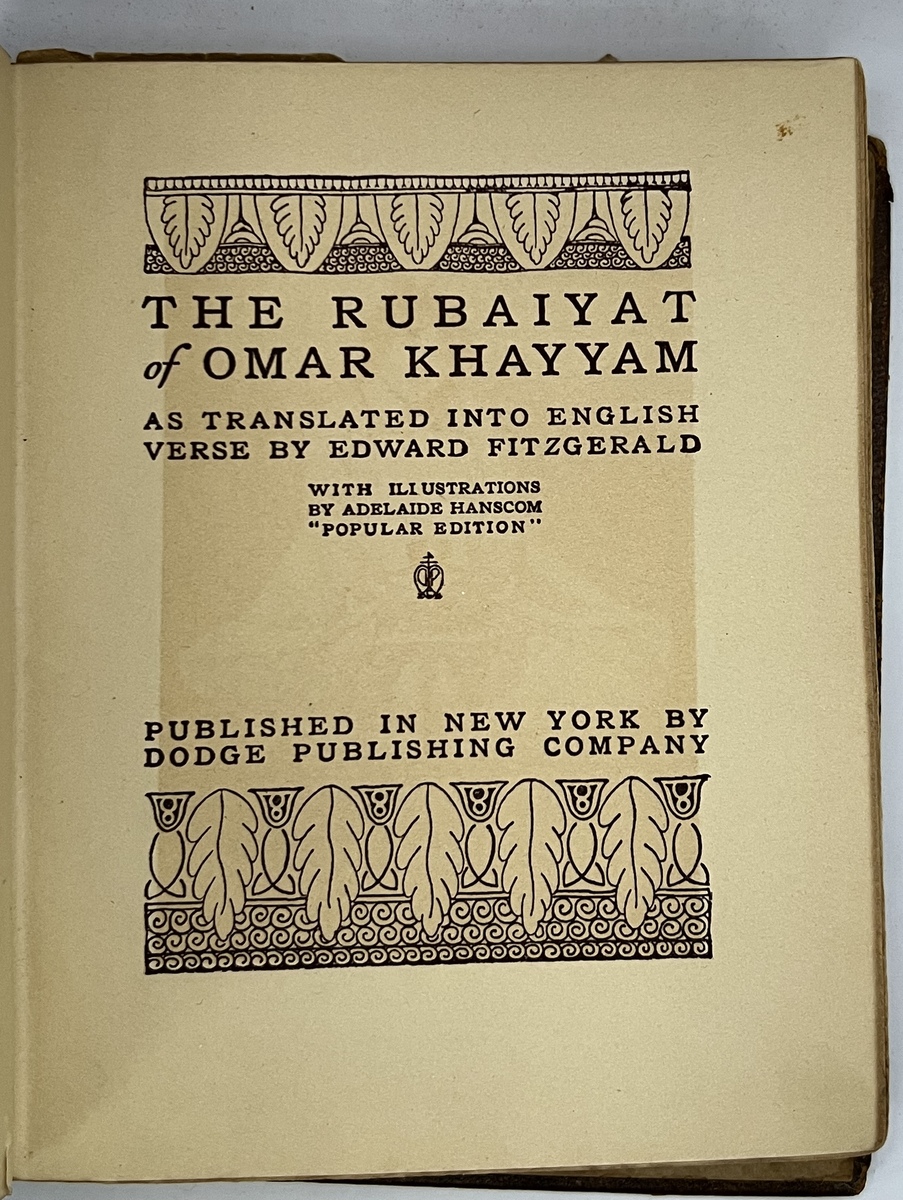 THE RUBAIYAT
of OMAR KHAYYAM
AS TRANSLATED INTO ENGLISH
VERSE BY EDWARD FITZGERALD
WITH ILLUSTRATIONS
BY ADELAIDE HANSCOM
"POPULAR EDITION"
PUBLISHED IN NEW YORK BY
DODGE PUBLISHING COMPANY